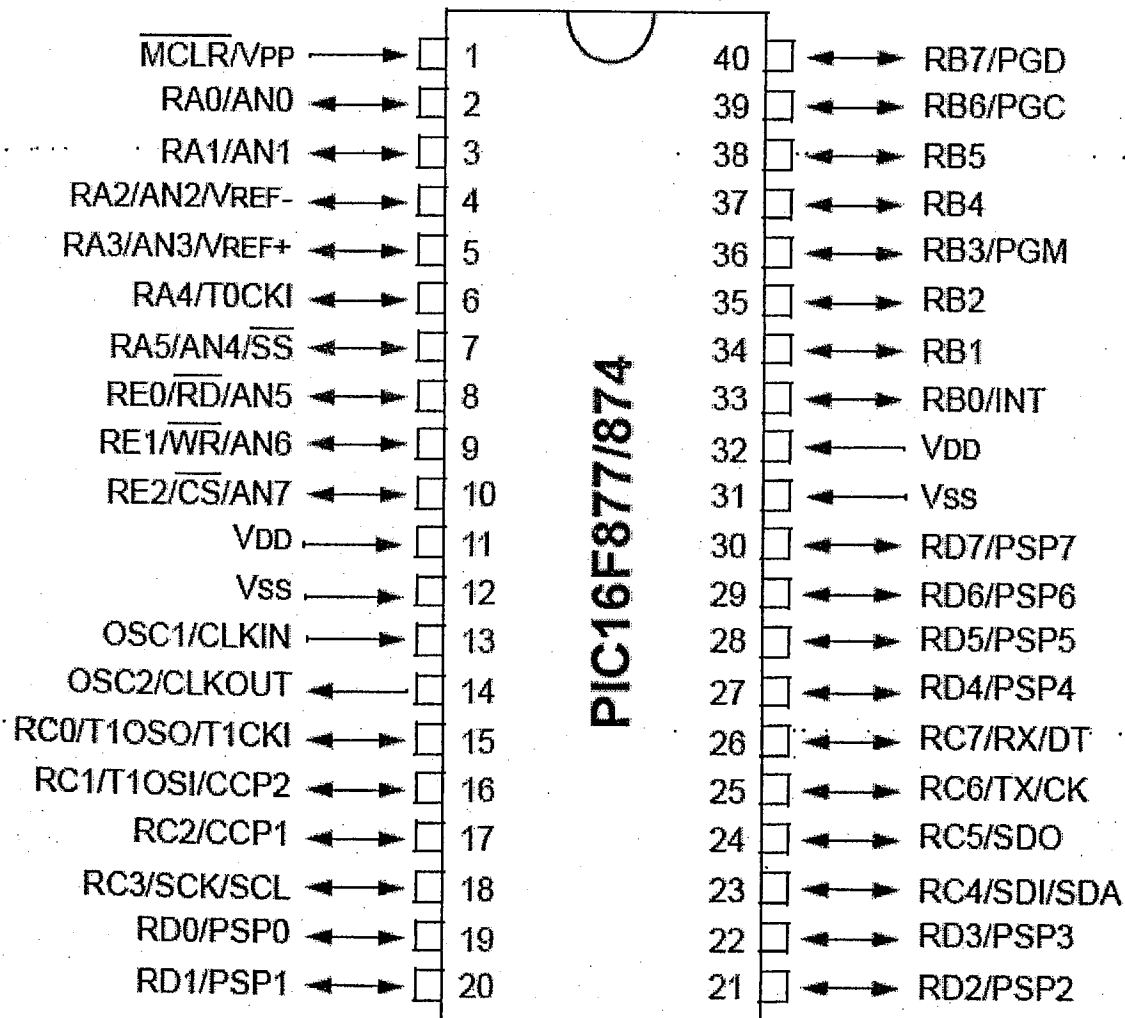 MCLR/VPP 1 40 RB7/PGD
RA0/AN0 2 39 RB6/PGC
RA1/AN1 3 38 RB5
RA2/AN2/VREF- 4 37 RB4
RA3/AN3/VREF+ 5 36 RB3/PGM
RA4/T0CKI 6 35 RB2
RA5/AN4/SS 7 34 RB1
RE0/RD/AN5 8 33 RB0/INT
RE1/WR/AN6 9 32 VDD
RE2/CS/AN7 10 31 VSS
VDD 11 30 RD7/PSP7
VSS 12 29 RD6/PSP6
OSC1/CLKIN 13 28 RD5/PSP5
OSC2/CLKOUT 14 27 RD4/PSP4
RC0/T1OSO/T1CKI 15 26 RC7/RX/DT
RC1/T1OSI/CCP2 16 25 RC6/TX/CK
RC2/CCP1 17 24 RC5/SDO
RC3/SCK/SCL 18 23 RC4/SDI/SDA
RD0/PSP0 19 22 RD3/PSP3
RD1/PSP1 20 21 RD2/PSP2
PIC16F877/874